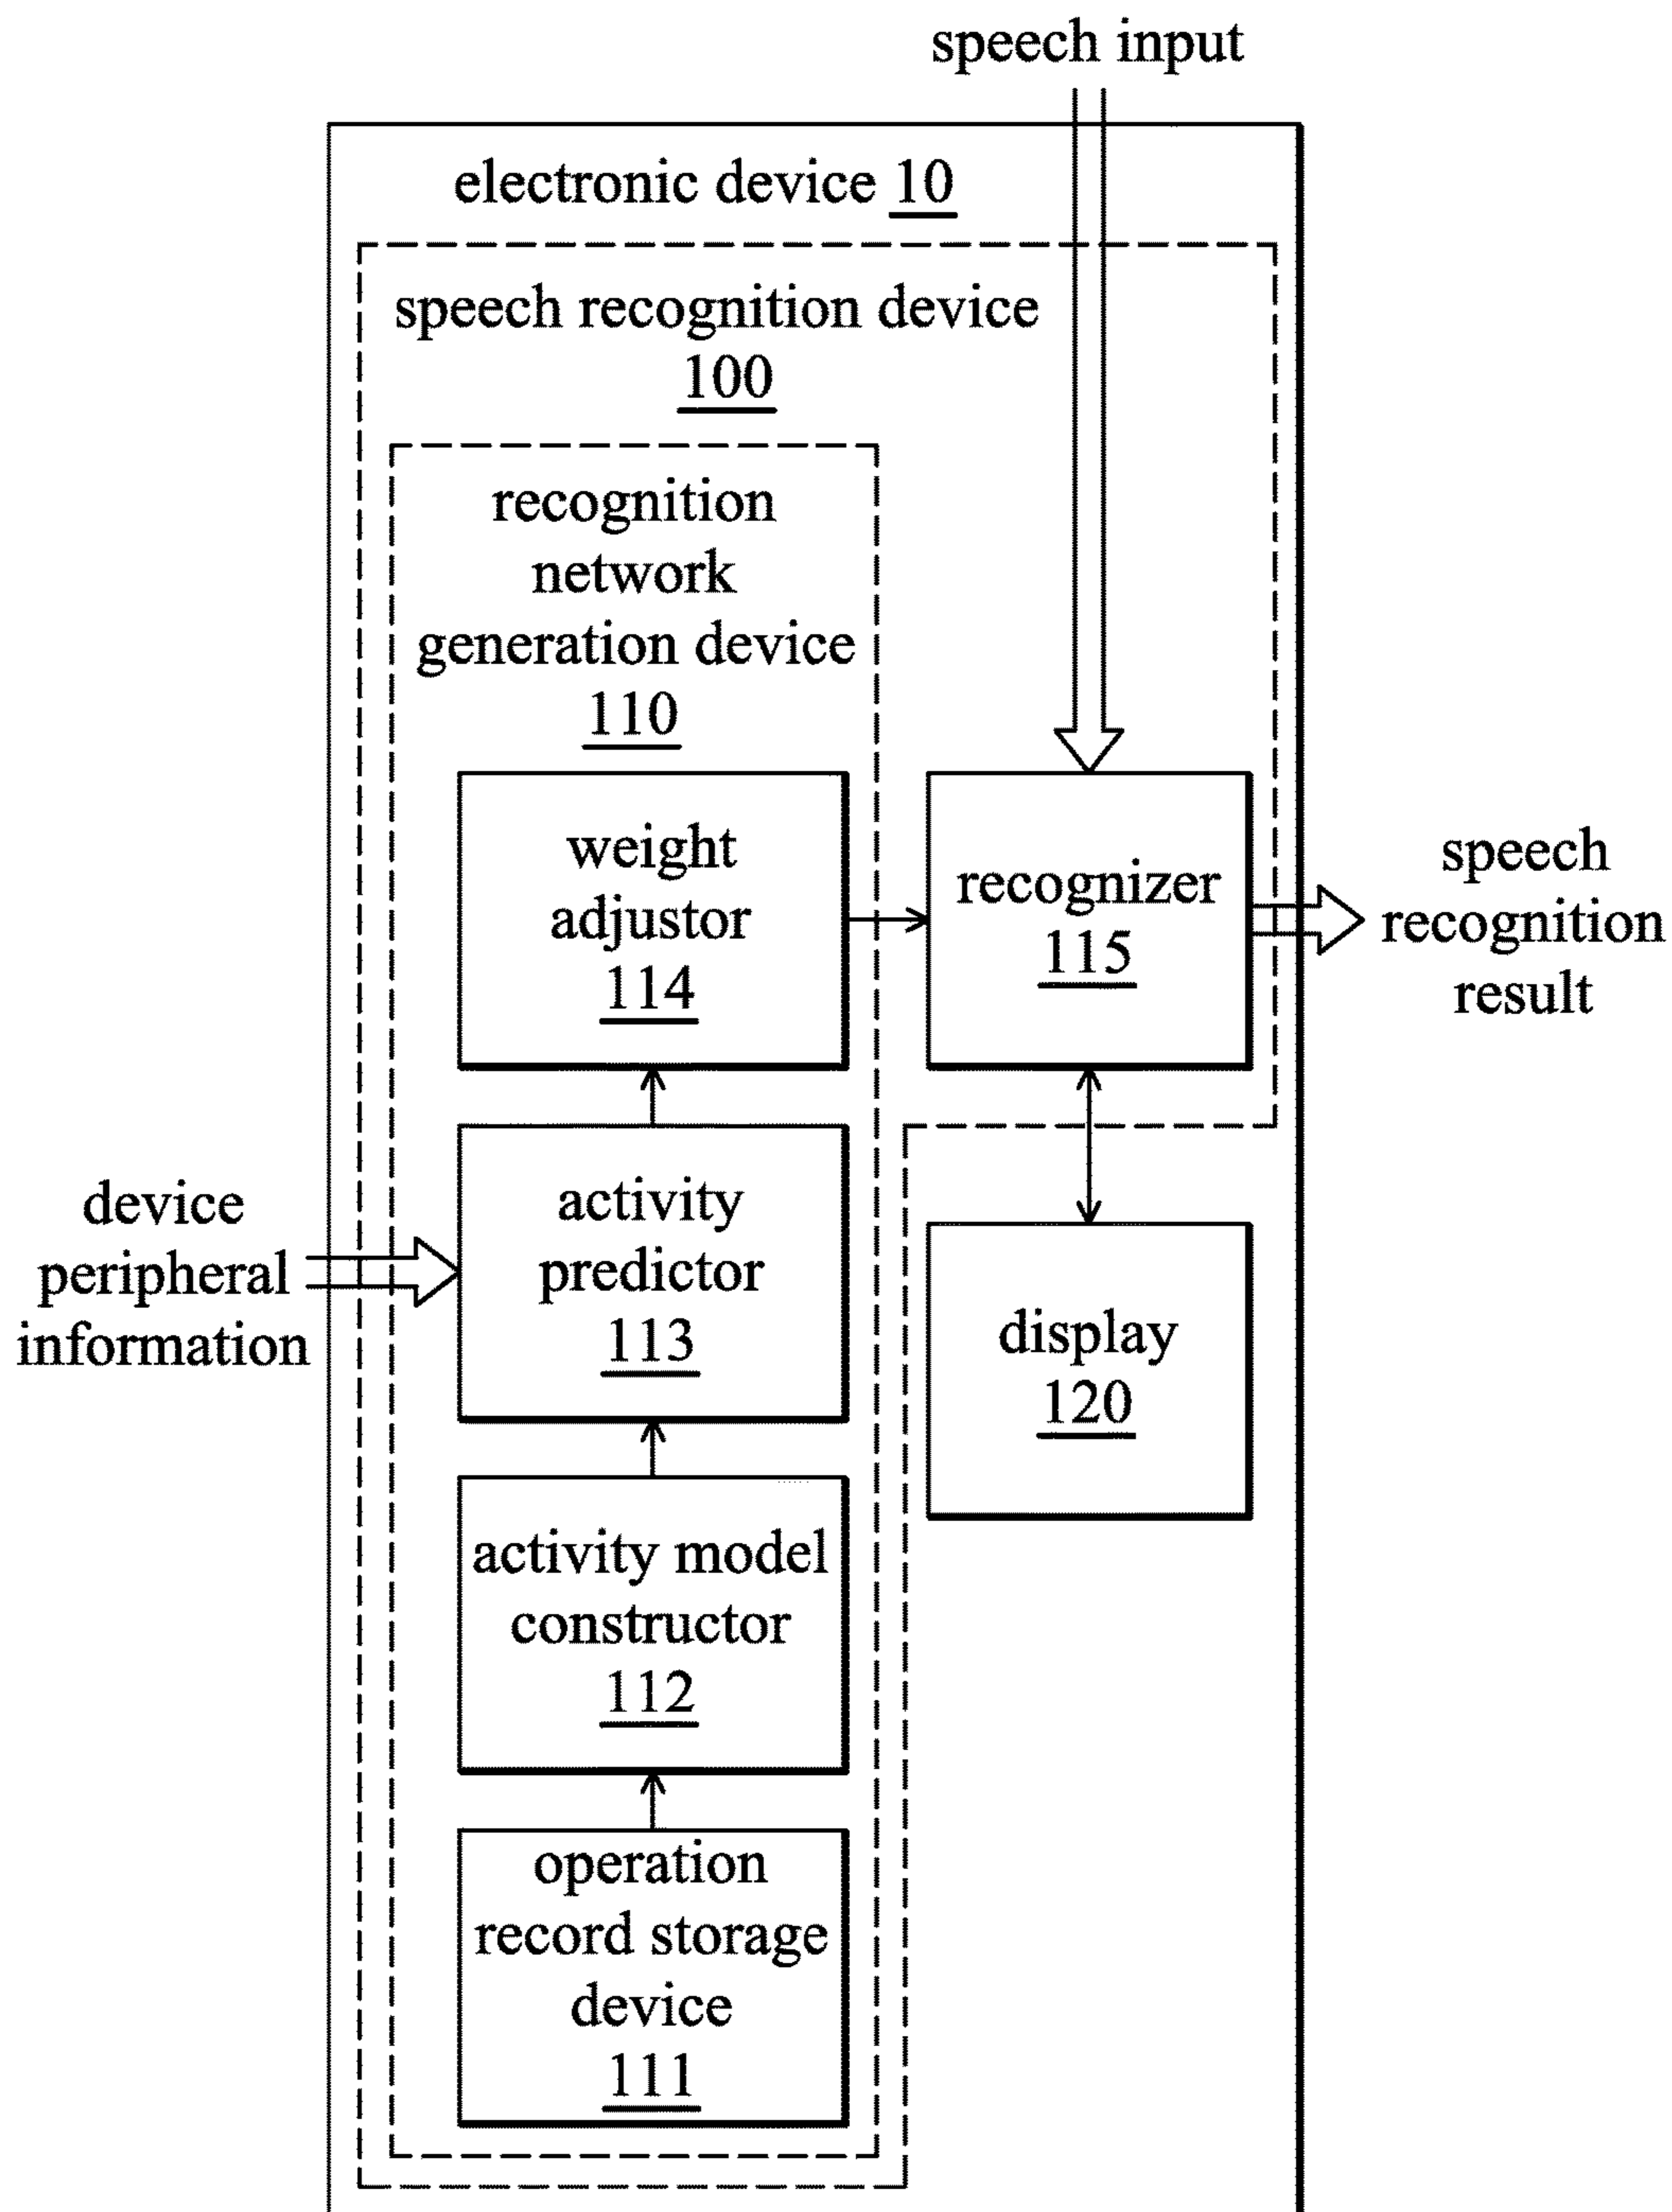 speech input
electronic device 10
speech recognition device
100
recognition
network
generation device
110
weight
adjustor
114
recognizer
115
speech
recognition
result
device
peripheral
information
activity
predictor
113
display
120
activity model
constructor
112
operation
record storage
device
111